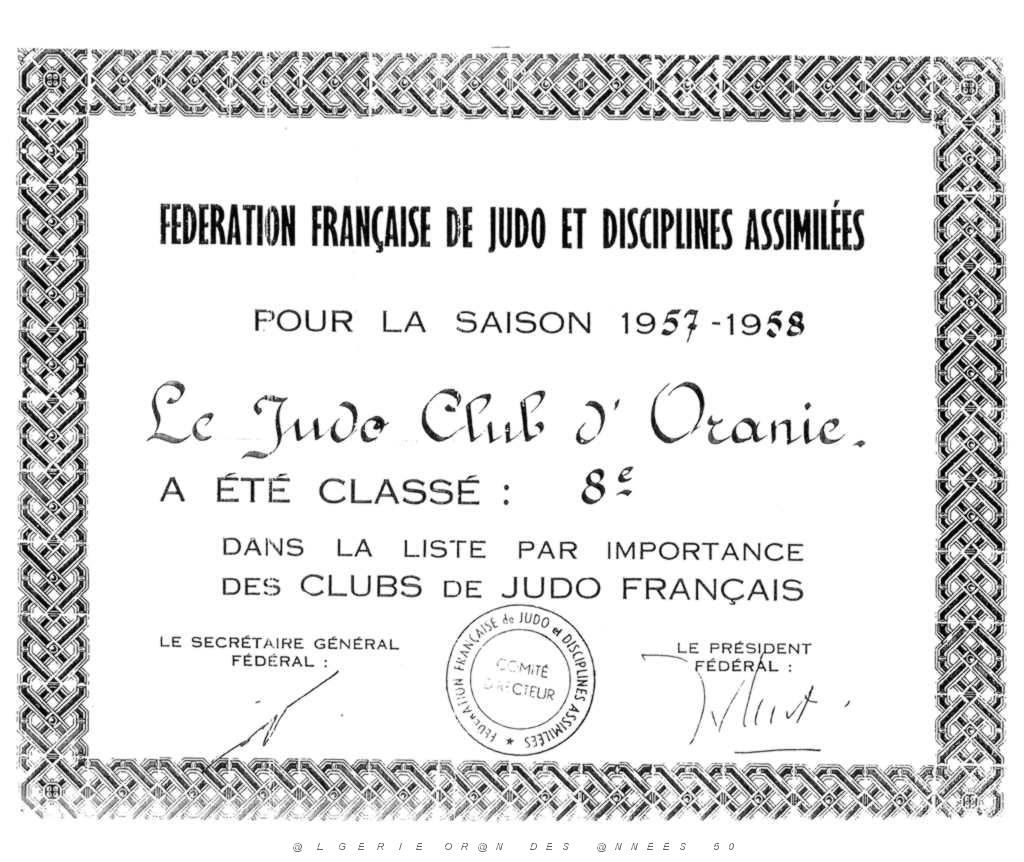 FEDERATION FRANÇAISE DE JUDO ET DISCIPLINES ASSIMILÉES
POUR LA SAISON 1957-1958
Le Judo Club d'Oranie.
A ÉTÉ CLASSÉ : 8e
DANS LA LISTE PAR IMPORTANCE
DES CLUBS DE JUDO FRANÇAIS
LE SECRÉTAIRE GÉNÉRAL
FÉDÉRAL :
LE PRÉSIDENT
FÉDÉRAL :
FEDERATION FRANÇAISE de JUDO et DISCIPLINES ASSIMILÉES ★
COMITÉ
DIRECTEUR
@LGERIE OR@N DES @NNEES 50